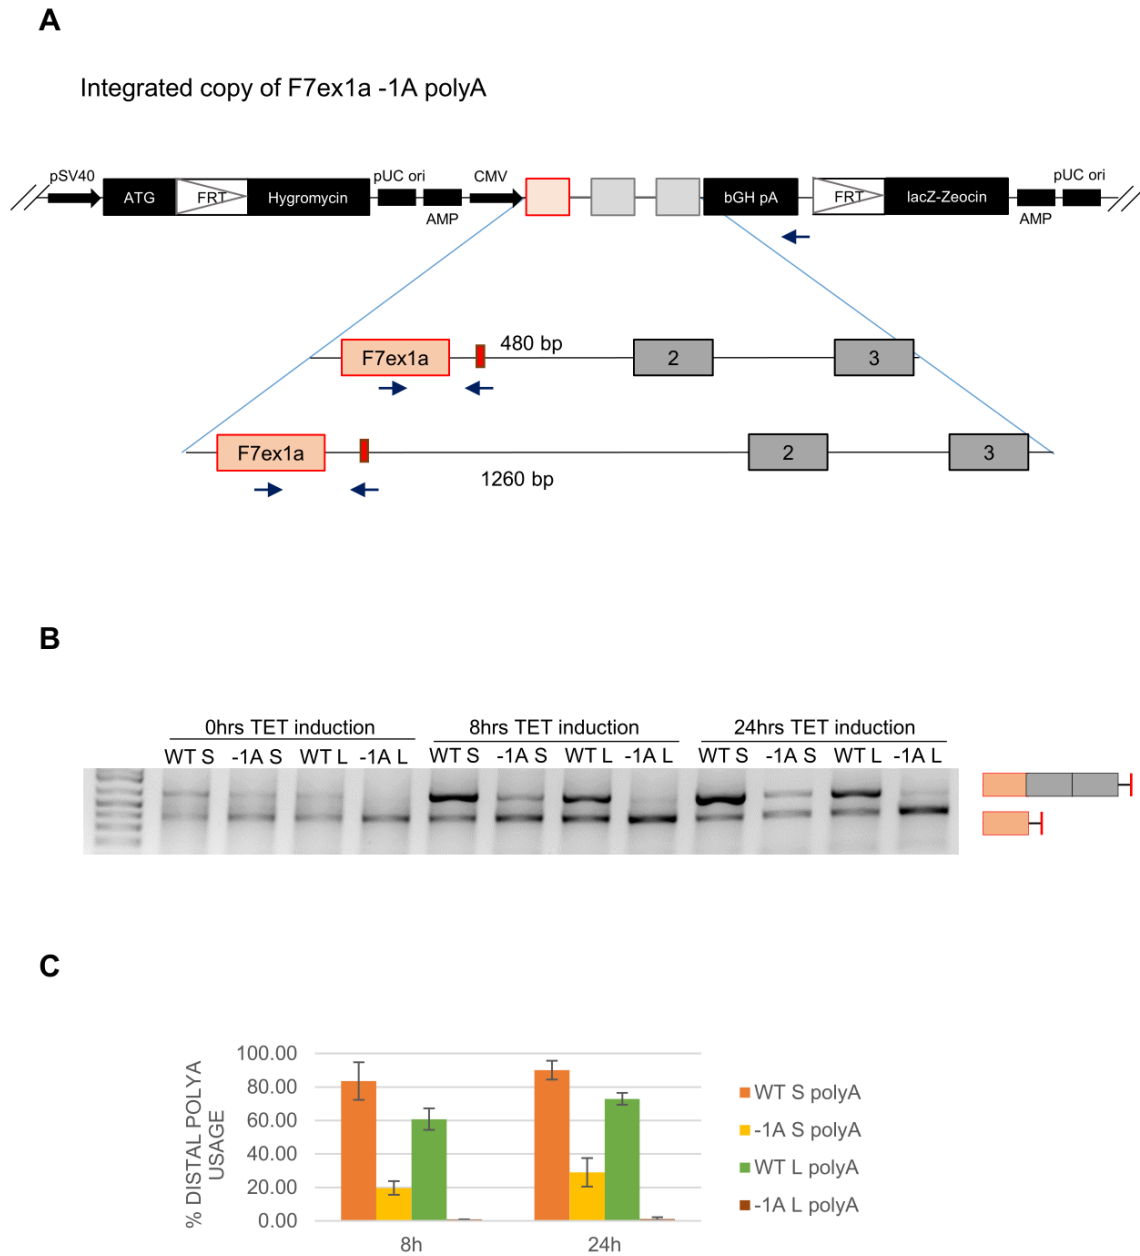 A
Integrated copy of F7ex1a -1A polyA
pSV40 pUC ori CMV pUC ori
ATG FRT Hygromycin bGH pA FRT lacZ-Zeocin
AMP AMP
480 bp
F7ex1a 2 3
F7ex1a 2 3
1260 bp
B
0hrs TET induction 8hrs TET induction 24hrs TET induction
WT S -1A S WT L -1A L WT S -1A S WT L -1A L WT S -1A S WT L -1A L
C
% DISTAL POLYA
USAGE
100.00
80.00
60.00
40.00
20.00
0.00
8h 24h
WT S polyA
-1A S polyA
WT L polyA
-1A L polyA